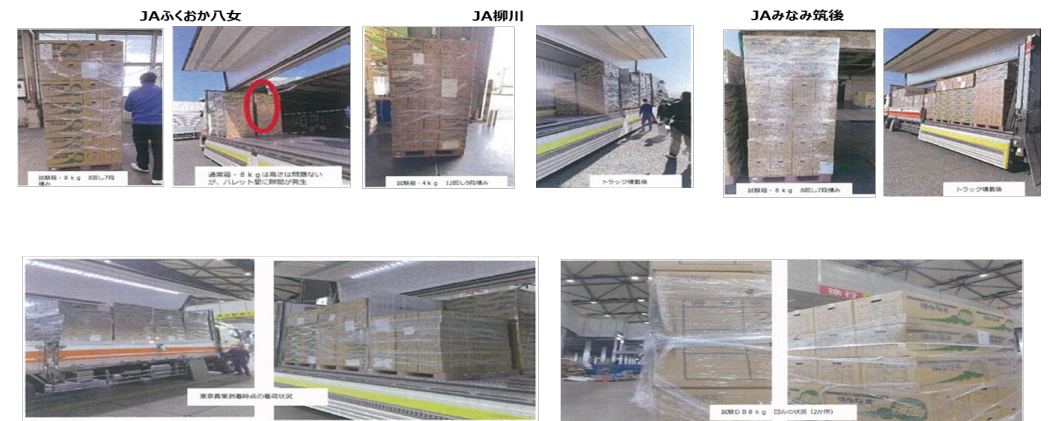 JAふくおか八女
JA柳川
JAみなみ筑後
試験箱・8kg 8回し7段
積み
通常箱・8kgは高さは問題ない
が、パレット間に隙間が発生
試験箱・4kg 12回し9段積み
トラック積載後
試験箱・8kg 8回し7段積み
トラック積載後
東京青果到着時点の着荷状況
徐行
試験DB8kg 凹みの状況（2か所）